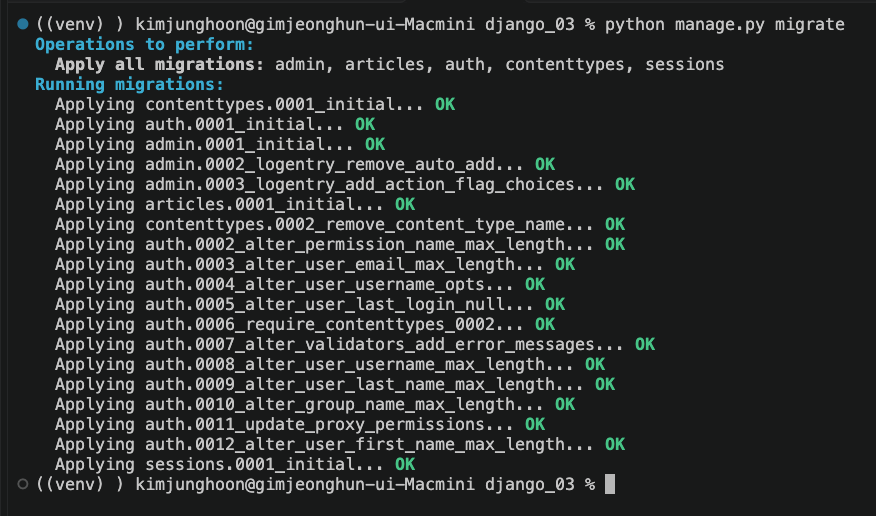 ((venv) ) kimjunghoon@gimjeonghun-ui-Macmini django_03 % python manage.py migrate
Operations to perform:
  Apply all migrations: admin, articles, auth, contenttypes, sessions
Running migrations:
  Applying contenttypes.0001_initial... OK
  Applying auth.0001_initial... OK
  Applying admin.0001_initial... OK
  Applying admin.0002_logentry_remove_auto_add... OK
  Applying admin.0003_logentry_add_action_flag_choices... OK
  Applying articles.0001_initial... OK
  Applying contenttypes.0002_remove_content_type_name... OK
  Applying auth.0002_alter_permission_name_max_length... OK
  Applying auth.0003_alter_user_email_max_length... OK
  Applying auth.0004_alter_user_username_opts... OK
  Applying auth.0005_alter_user_last_login_null... OK
  Applying auth.0006_require_contenttypes_0002... OK
  Applying auth.0007_alter_validators_add_error_messages... OK
  Applying auth.0008_alter_user_username_max_length... OK
  Applying auth.0009_alter_user_last_name_max_length... OK
  Applying auth.0010_alter_group_name_max_length... OK
  Applying auth.0011_update_proxy_permissions... OK
  Applying auth.0012_alter_user_first_name_max_length... OK
  Applying sessions.0001_initial... OK
((venv) ) kimjunghoon@gimjeonghun-ui-Macmini django_03 %